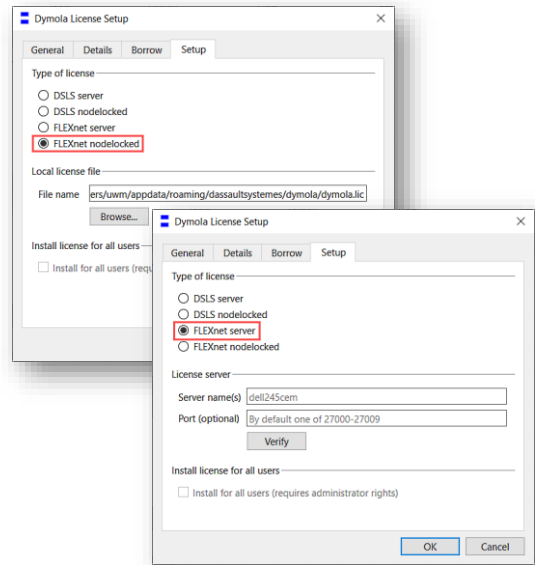 Dymola License Setup
General Details Borrow Setup
Type of license
DSLS server
DSLS nodelocked
FLEXnet server
FLEXnet nodelocked
Local license file
File name ers/uwm/appdata/roaming/dassaultsystemes/dymola/dymola.lic
Browse...
Install license for all users
Install for all users (requ
Dymola License Setup
General Details Borrow Setup
Type of license
DSLS server
DSLS nodelocked
FLEXnet server
FLEXnet nodelocked
License server
Server name(s) dell245cem
Port (optional) By default one of 27000-27009
Verify
Install license for all users
Install for all users (requires administrator rights)
OK Cancel